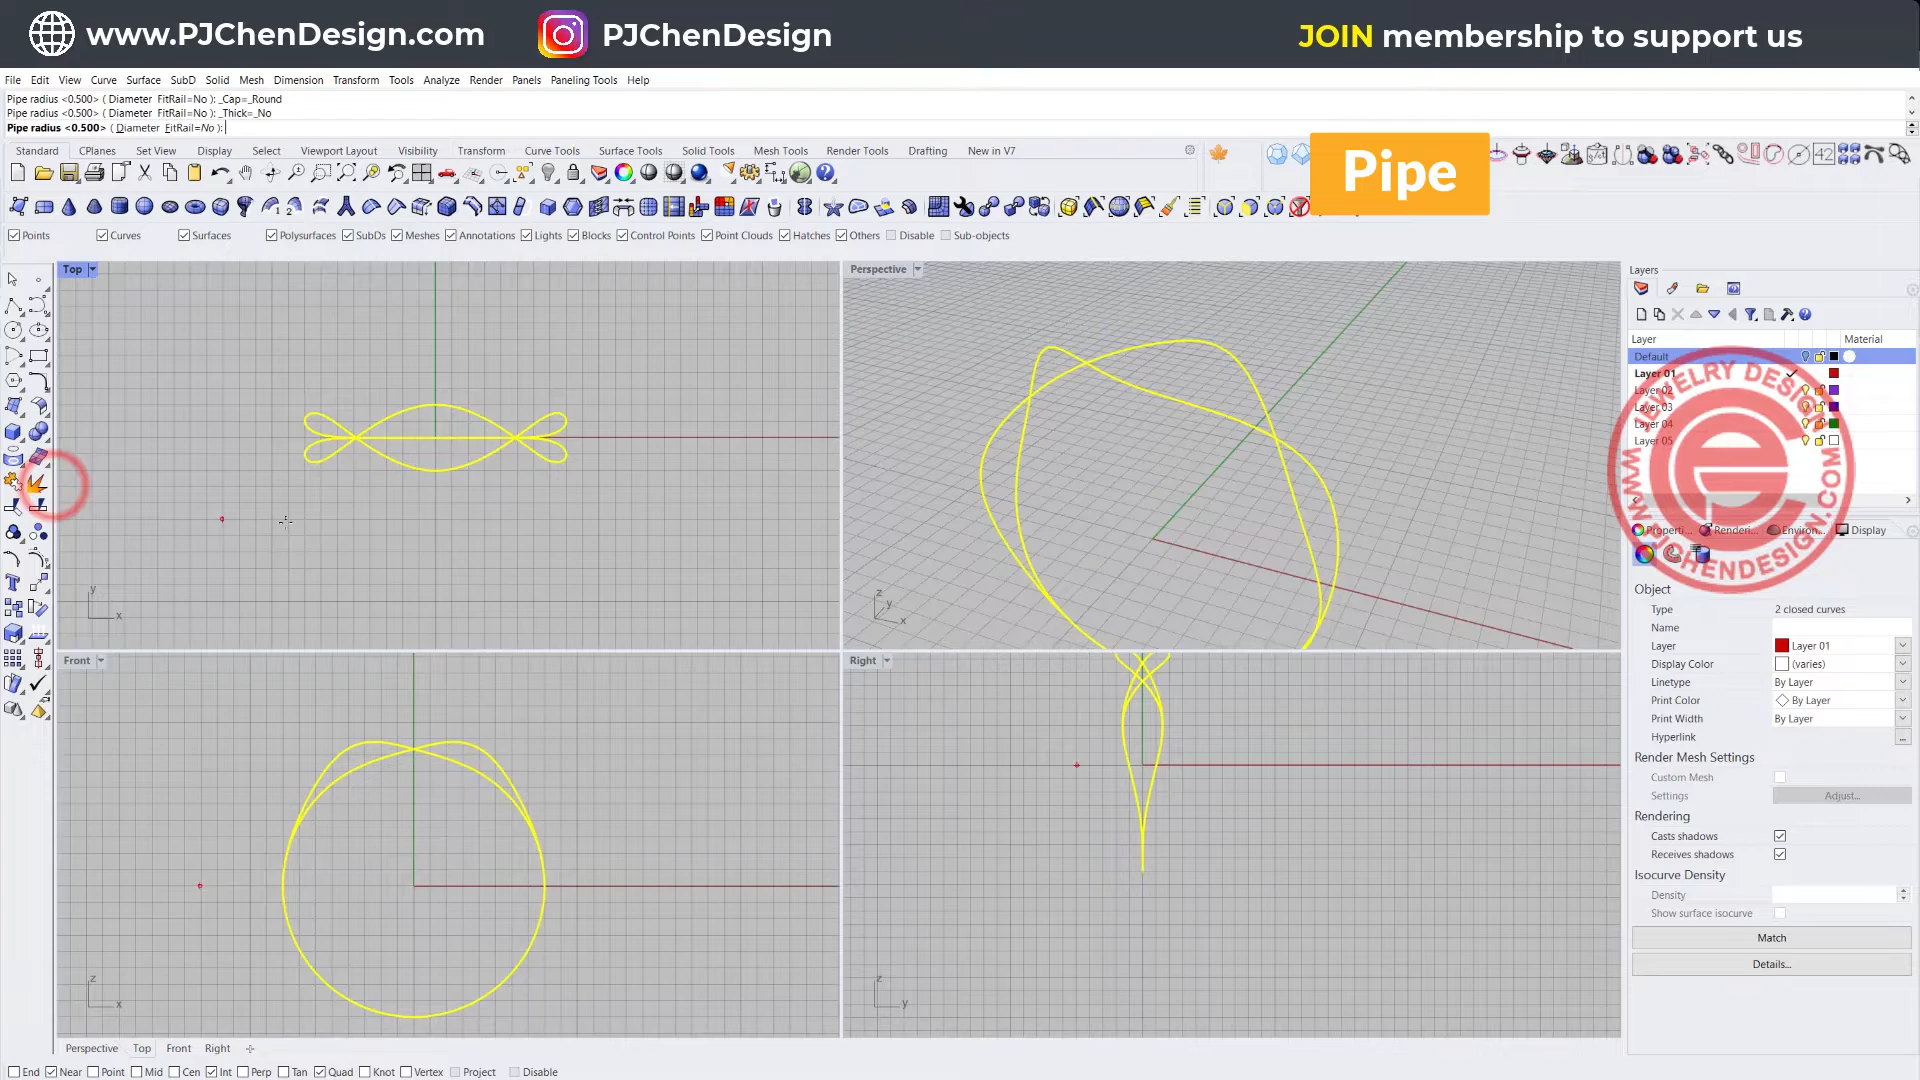 www.PJChenDesign.com PJChenDesign JOIN membership to support us
File Edit View Curve Surface SubD Solid Mesh Dimension Transform Tools Analyze Render Panels Paneling Tools Help
Pipe radius <0.500> ( Diameter FitRail=No ): _Cap=_Round
Pipe radius <0.500> ( Diameter FitRail=No ): _Thick=_No
Pipe radius <0.500> ( Diameter FitRail=No ):
Standard CPlanes Set View Display Select Viewport Layout Visibility Transform Curve Tools Surface Tools Solid Tools Mesh Tools Render Tools Drafting New in V7
Pipe
42
Points Curves Surfaces Polysurfaces SubDs Meshes Annotations Lights Blocks Control Points Point Clouds Hatches Others Disable Sub-objects
Top
Perspective
Layers
Layer Material
Default
Layer 01
Layer 02
Layer 03
Layer 04
Layer 05
JEWELRY DESIGN
WWW.PJCHENDESIGN.COM
Display
Object
Type 2 closed curves
Name
Layer Layer 01
Display Color (varies)
Linetype By Layer
Print Color By Layer
Print Width By Layer
Hyperlink ...
Render Mesh Settings
Custom Mesh
Settings Adjust...
Rendering
Casts shadows
Receives shadows
Isocurve Density
Density
Show surface isocurve
Match
Details...
y
x
z
y
x
Front
Right
z
x
z
y
Perspective Top Front Right
End Near Point Mid Cen Int Perp Tan Quad Knot Vertex Project Disable